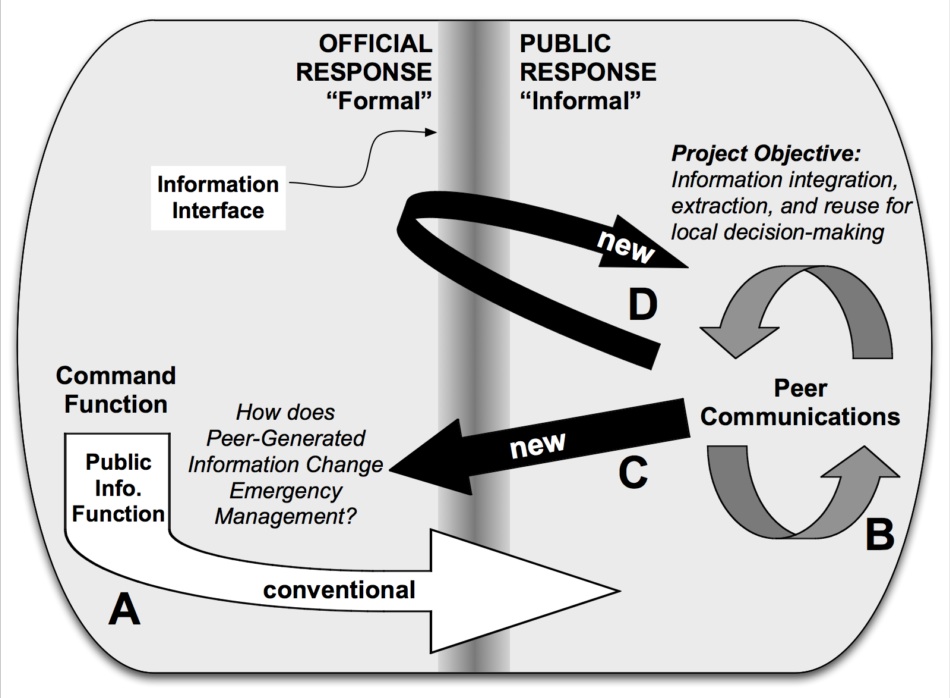 OFFICIAL
RESPONSE
“Formal”
PUBLIC
RESPONSE
“Informal”
Information
Interface
Project Objective:
Information integration,
extraction, and reuse for
local decision-making
new
D
Peer
Communications
Command
Function
Public
Info.
Function
How does
Peer-Generated
Information Change
Emergency
Management?
new
C
B
conventional
A